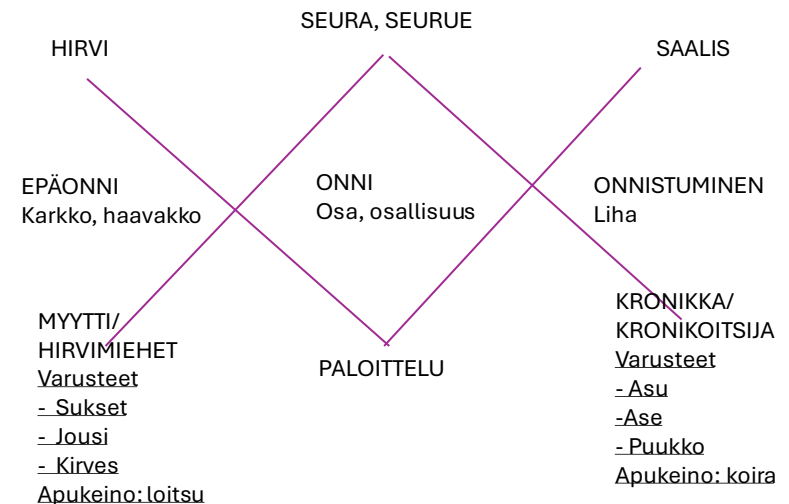 SEURA, SEURUE
HIRVI
SAALIS
EPÄONNI
Karkko, haavakko
ONNI
Osa, osallisuus
ONNISTUMINEN
Liha
MYYTTI/
HIRVIMIEHET
Varusteet
- Sukset
- Jousi
- Kirves
Apukeino: loitsu
PALOITTELU
KRONIKKA/
KRONIKOITSIJA
Varusteet
- Asu
-Ase
- Puukko
Apukeino: koira